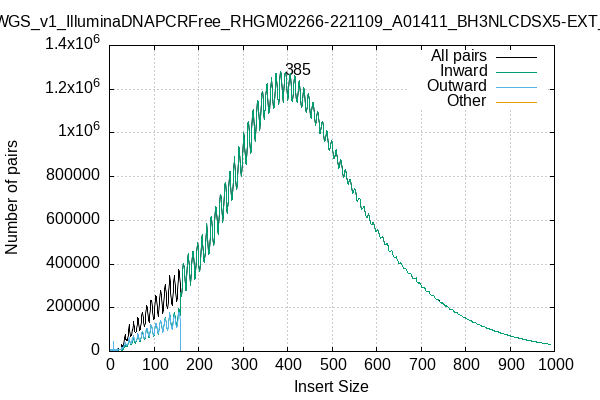 WGS_v1_IlluminaDNAPCRFree_RHGM02266-221109_A01411_BH3NLCDSX5-EXT_
1.4x10^6
1.2x10^6
1x10^6
800000
600000
400000
200000
0
Number of pairs
385
All pairs
Inward
Outward
Other
0 100 200 300 400 500 600 700 800 900 1000
Insert Size